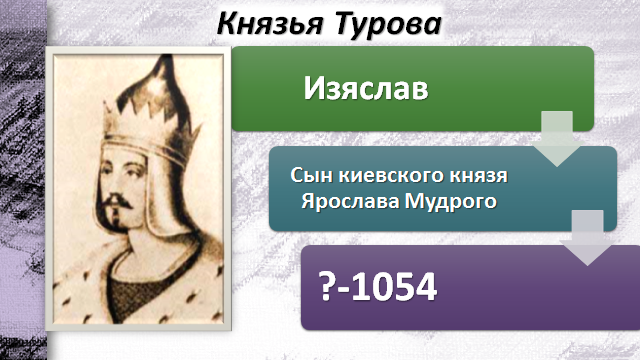 Князья Турова
Изяслав
Сын киевского князя
Ярослава Мудрого
?-1054